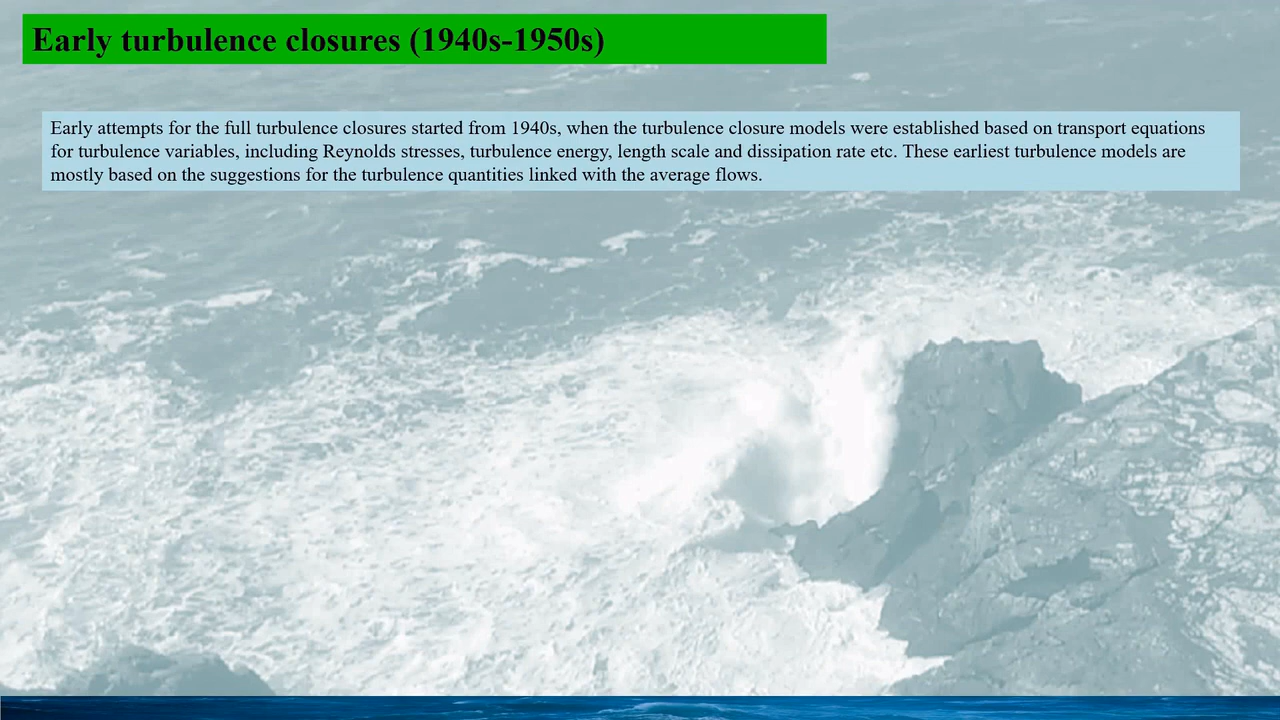 Early turbulence closures (1940s-1950s)
Early attempts for the full turbulence closures started from 1940s, when the turbulence closure models were established based on transport equations
for turbulence variables, including Reynolds stresses, turbulence energy, length scale and dissipation rate etc. These earliest turbulence models are
mostly based on the suggestions for the turbulence quantities linked with the average flows.